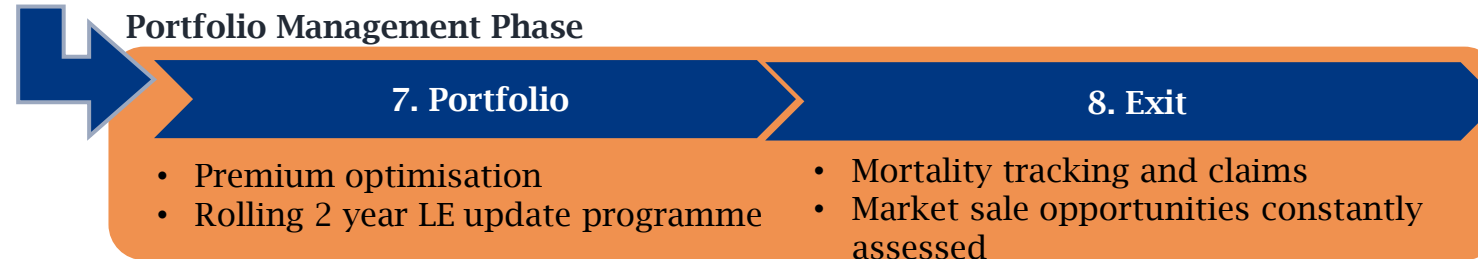 Portfolio Management Phase
7. Portfolio
8. Exit
• Premium optimisation
• Rolling 2 year LE update programme
• Mortality tracking and claims
• Market sale opportunities constantly
assessed